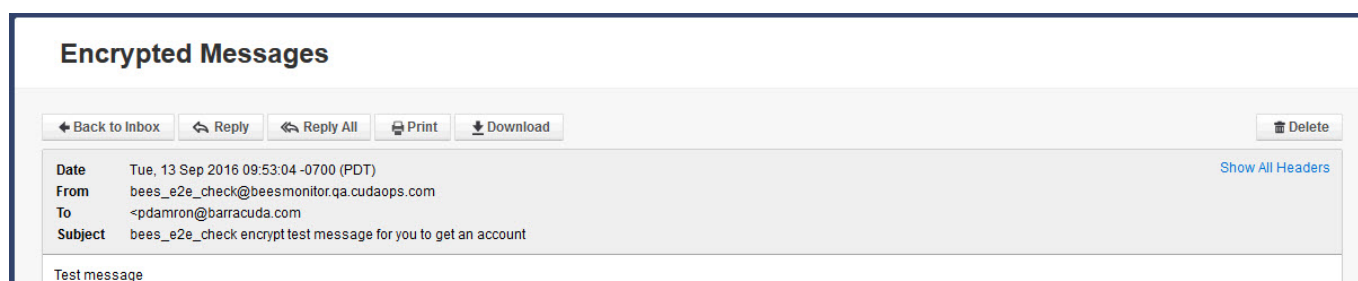 Encrypted Messages
Back to Inbox Reply Reply All Print Download Delete
Date Tue, 13 Sep 2016 09:53:04 -0700 (PDT) Show All Headers
From bees_e2e_check@beesmonitor.qa.cudaops.com
To <pdamron@barracuda.com
Subject bees_e2e_check encrypt test message for you to get an account
Test message